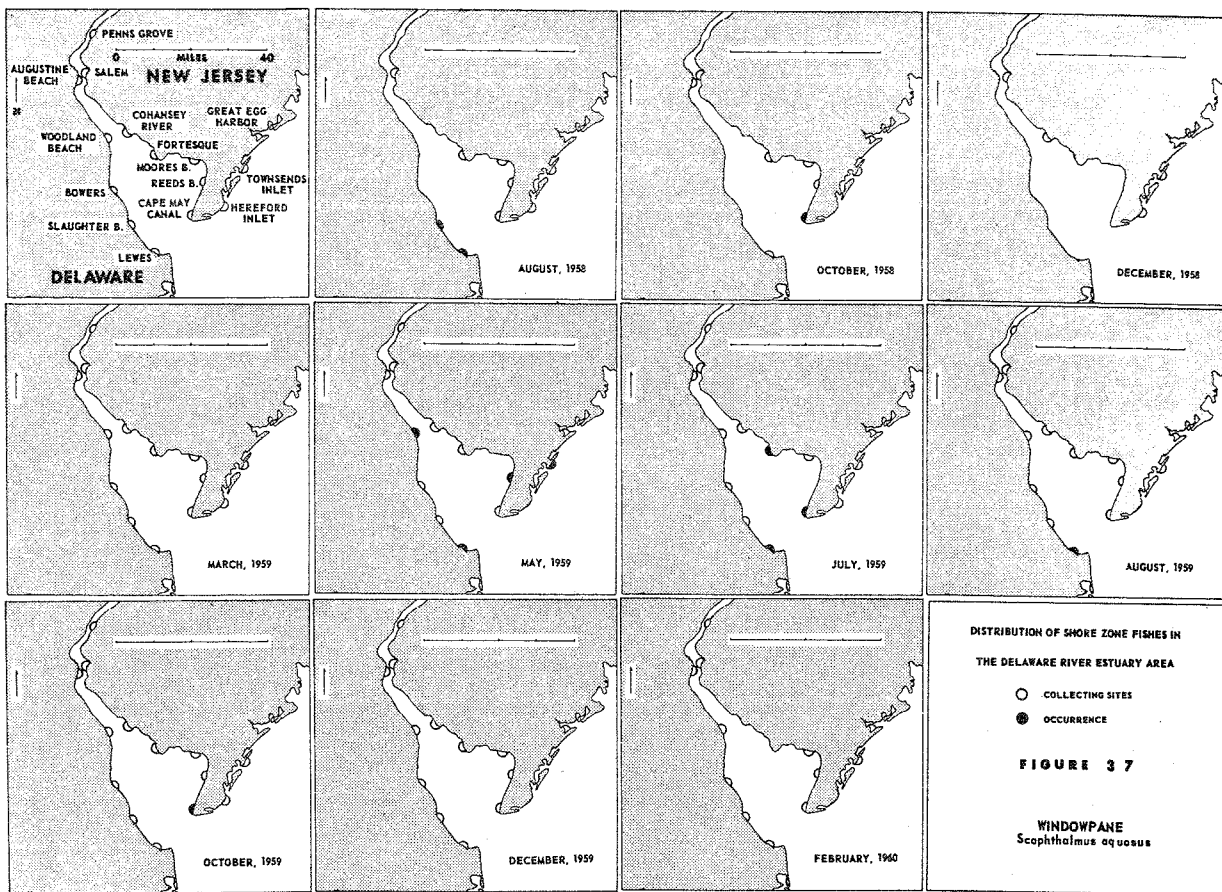 PENNS GROVE
0 MILES 40
AUGUSTINE
BEACH
SALEM
NEW JERSEY
N
COHANSEY
RIVER
GREAT EGG
HARBOR
WOODLAND
BEACH
FORTESQUE
MOORES B.
REEDS B.
TOWNSENDS
INLET
BOWERS
CAPE MAY
CANAL
HEREFORD
INLET
SLAUGHTER B.
LEWES
DELAWARE
AUGUST, 1958
OCTOBER, 1958
DECEMBER, 1958
MARCH, 1959
MAY, 1959
JULY, 1959
AUGUST, 1959
OCTOBER, 1959
DECEMBER, 1959
FEBRUARY, 1960
DISTRIBUTION OF SHORE ZONE FISHES IN
THE DELAWARE RIVER ESTUARY AREA
COLLECTING SITES
OCCURRENCE
FIGURE 37
WINDOWPANE
Scophthalmus aquosus